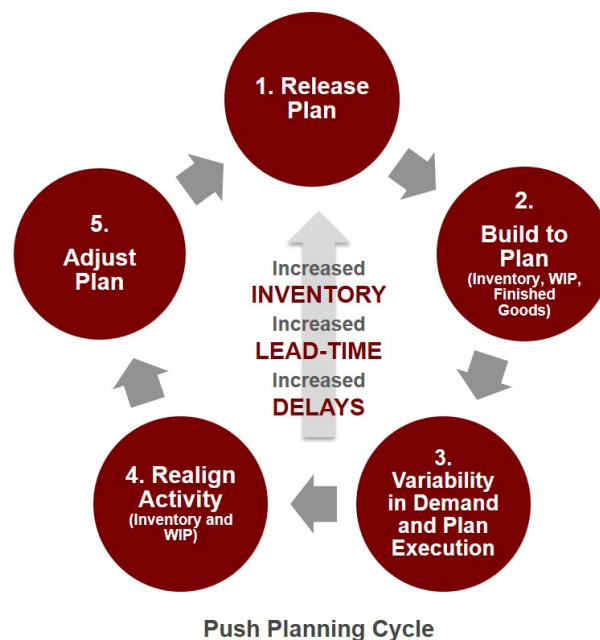 1. Release
Plan
2.
Build to
Plan
(Inventory, WIP,
Finished
Goods)
3.
Variability
in Demand
and Plan
Execution
4. Realign
Activity
(Inventory and
WIP)
5.
Adjust
Plan
Increased
INVENTORY
Increased
LEAD-TIME
Increased
DELAYS
Push Planning Cycle